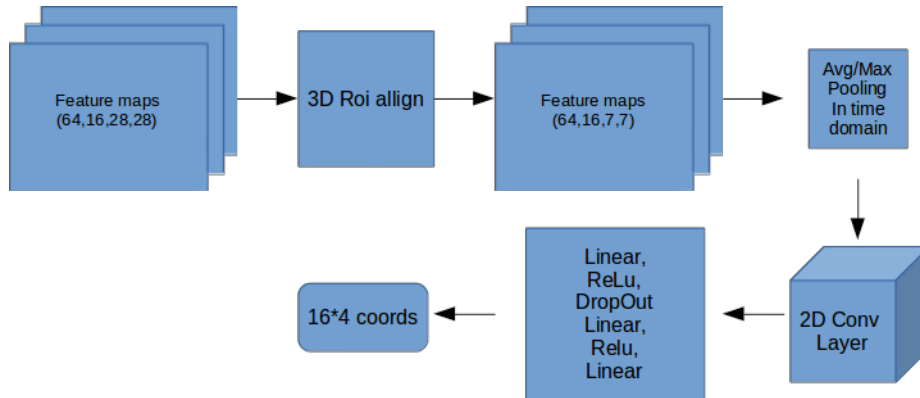 Feature maps
(64,16,28,28)
3D Roi allign
Feature maps
(64,16,7,7)
Avg/Max
Pooling
In time
domain
2D Conv
Layer
Linear,
ReLu,
DropOut
Linear,
Relu,
Linear
16*4 coords